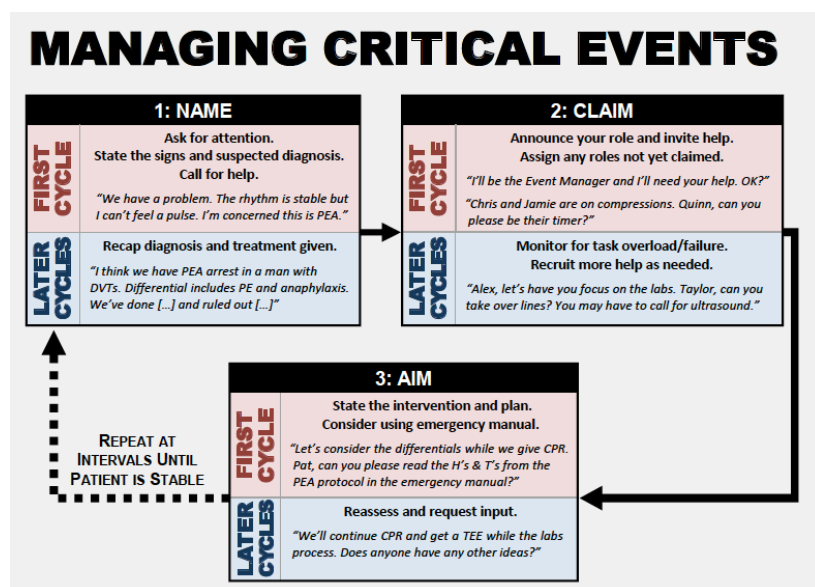 MANAGING CRITICAL EVENTS
1: NAME
FIRST
CYCLE
Ask for attention.
State the signs and suspected diagnosis.
Call for help.
“We have a problem. The rhythm is stable but
I can’t feel a pulse. I’m concerned this is PEA.”
LATER
CYCLES
Recap diagnosis and treatment given.
“I think we have PEA arrest in a man with
DVTs. Differential includes PE and anaphylaxis.
We’ve done [...] and ruled out [...]”
2: CLAIM
FIRST
CYCLE
Announce your role and invite help.
Assign any roles not yet claimed.
“I’ll be the Event Manager and I’ll need your help. OK?”
“Chris and Jamie are on compressions. Quinn, can you
please be their timer?”
LATER
CYCLES
Monitor for task overload/failure.
Recruit more help as needed.
“Alex, let’s have you focus on the labs. Taylor, can you
take over lines? You may have to call for ultrasound.”
3: AIM
FIRST
CYCLE
State the intervention and plan.
Consider using emergency manual.
“Let’s consider the differentials while we give CPR.
Pat, can you please read the H’s & T’s from the
PEA protocol in the emergency manual?”
LATER
CYCLES
Reassess and request input.
“We’ll continue CPR and get a TEE while the labs
process. Does anyone have any other ideas?”
REPEAT AT
INTERVALS UNTIL
PATIENT IS STABLE